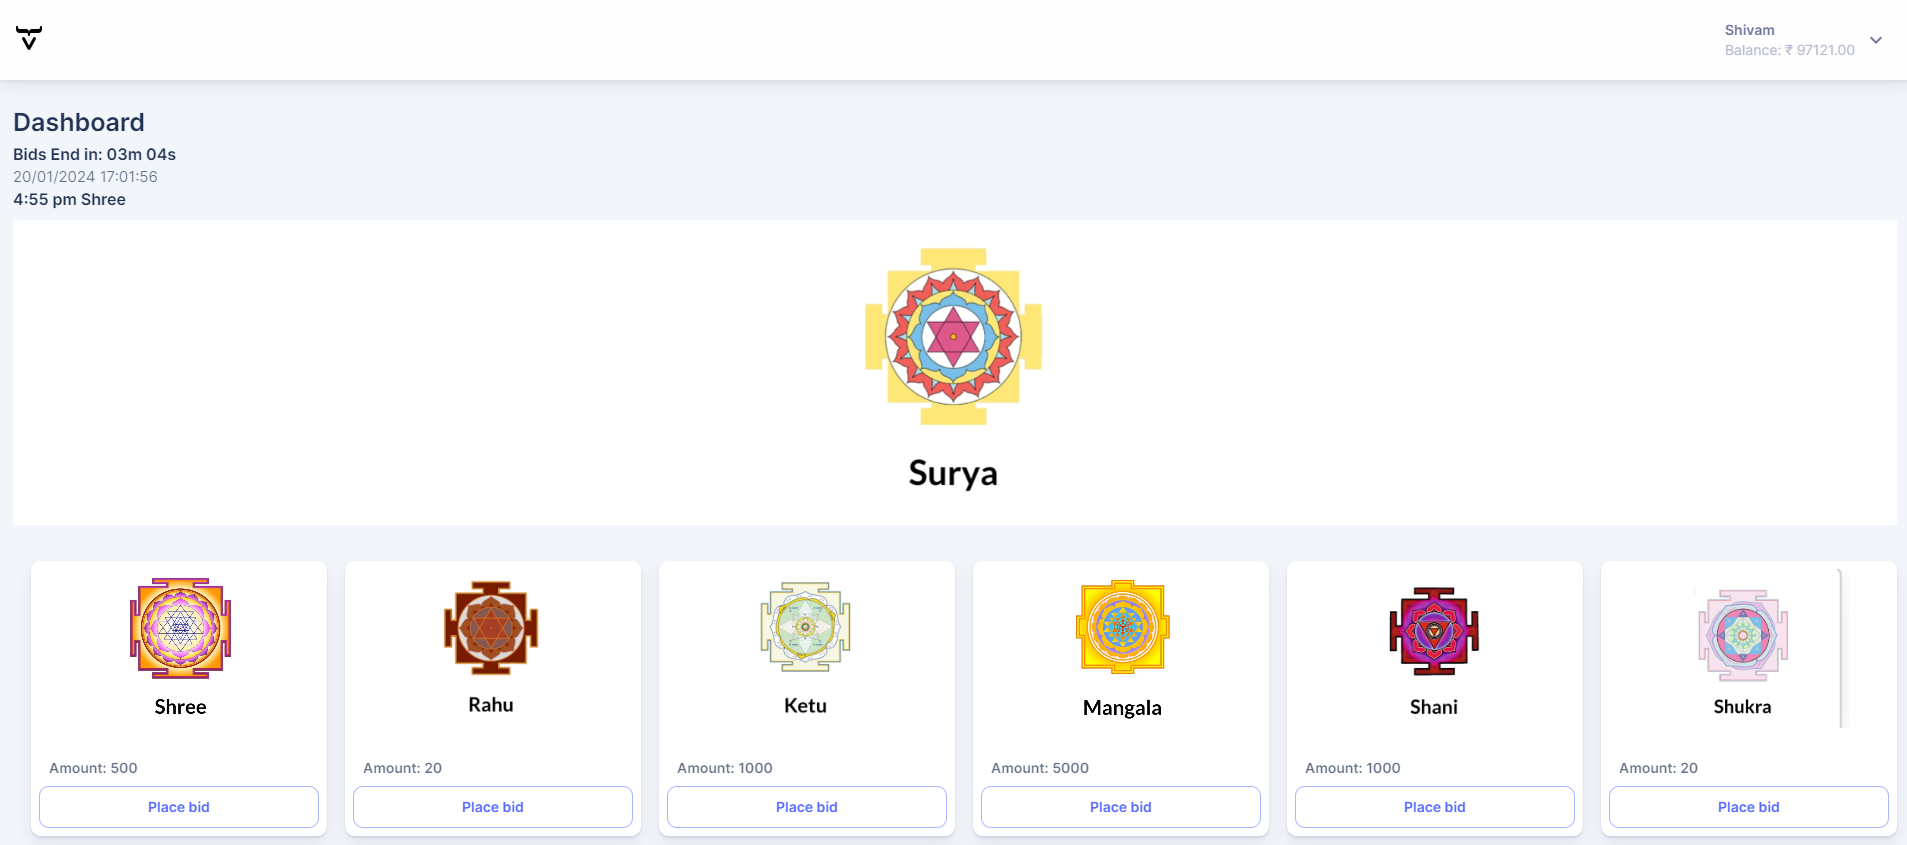 Shivam
Balance: ₹ 97121.00
Dashboard
Bids End in: 03m 04s
20/01/2024 17:01:56
4:55 pm Shree
Surya
Shree
Amount: 500
Place bid
Rahu
Amount: 20
Place bid
Ketu
Amount: 1000
Place bid
Mangala
Amount: 5000
Place bid
Shani
Amount: 1000
Place bid
Shukra
Amount: 20
Place bid